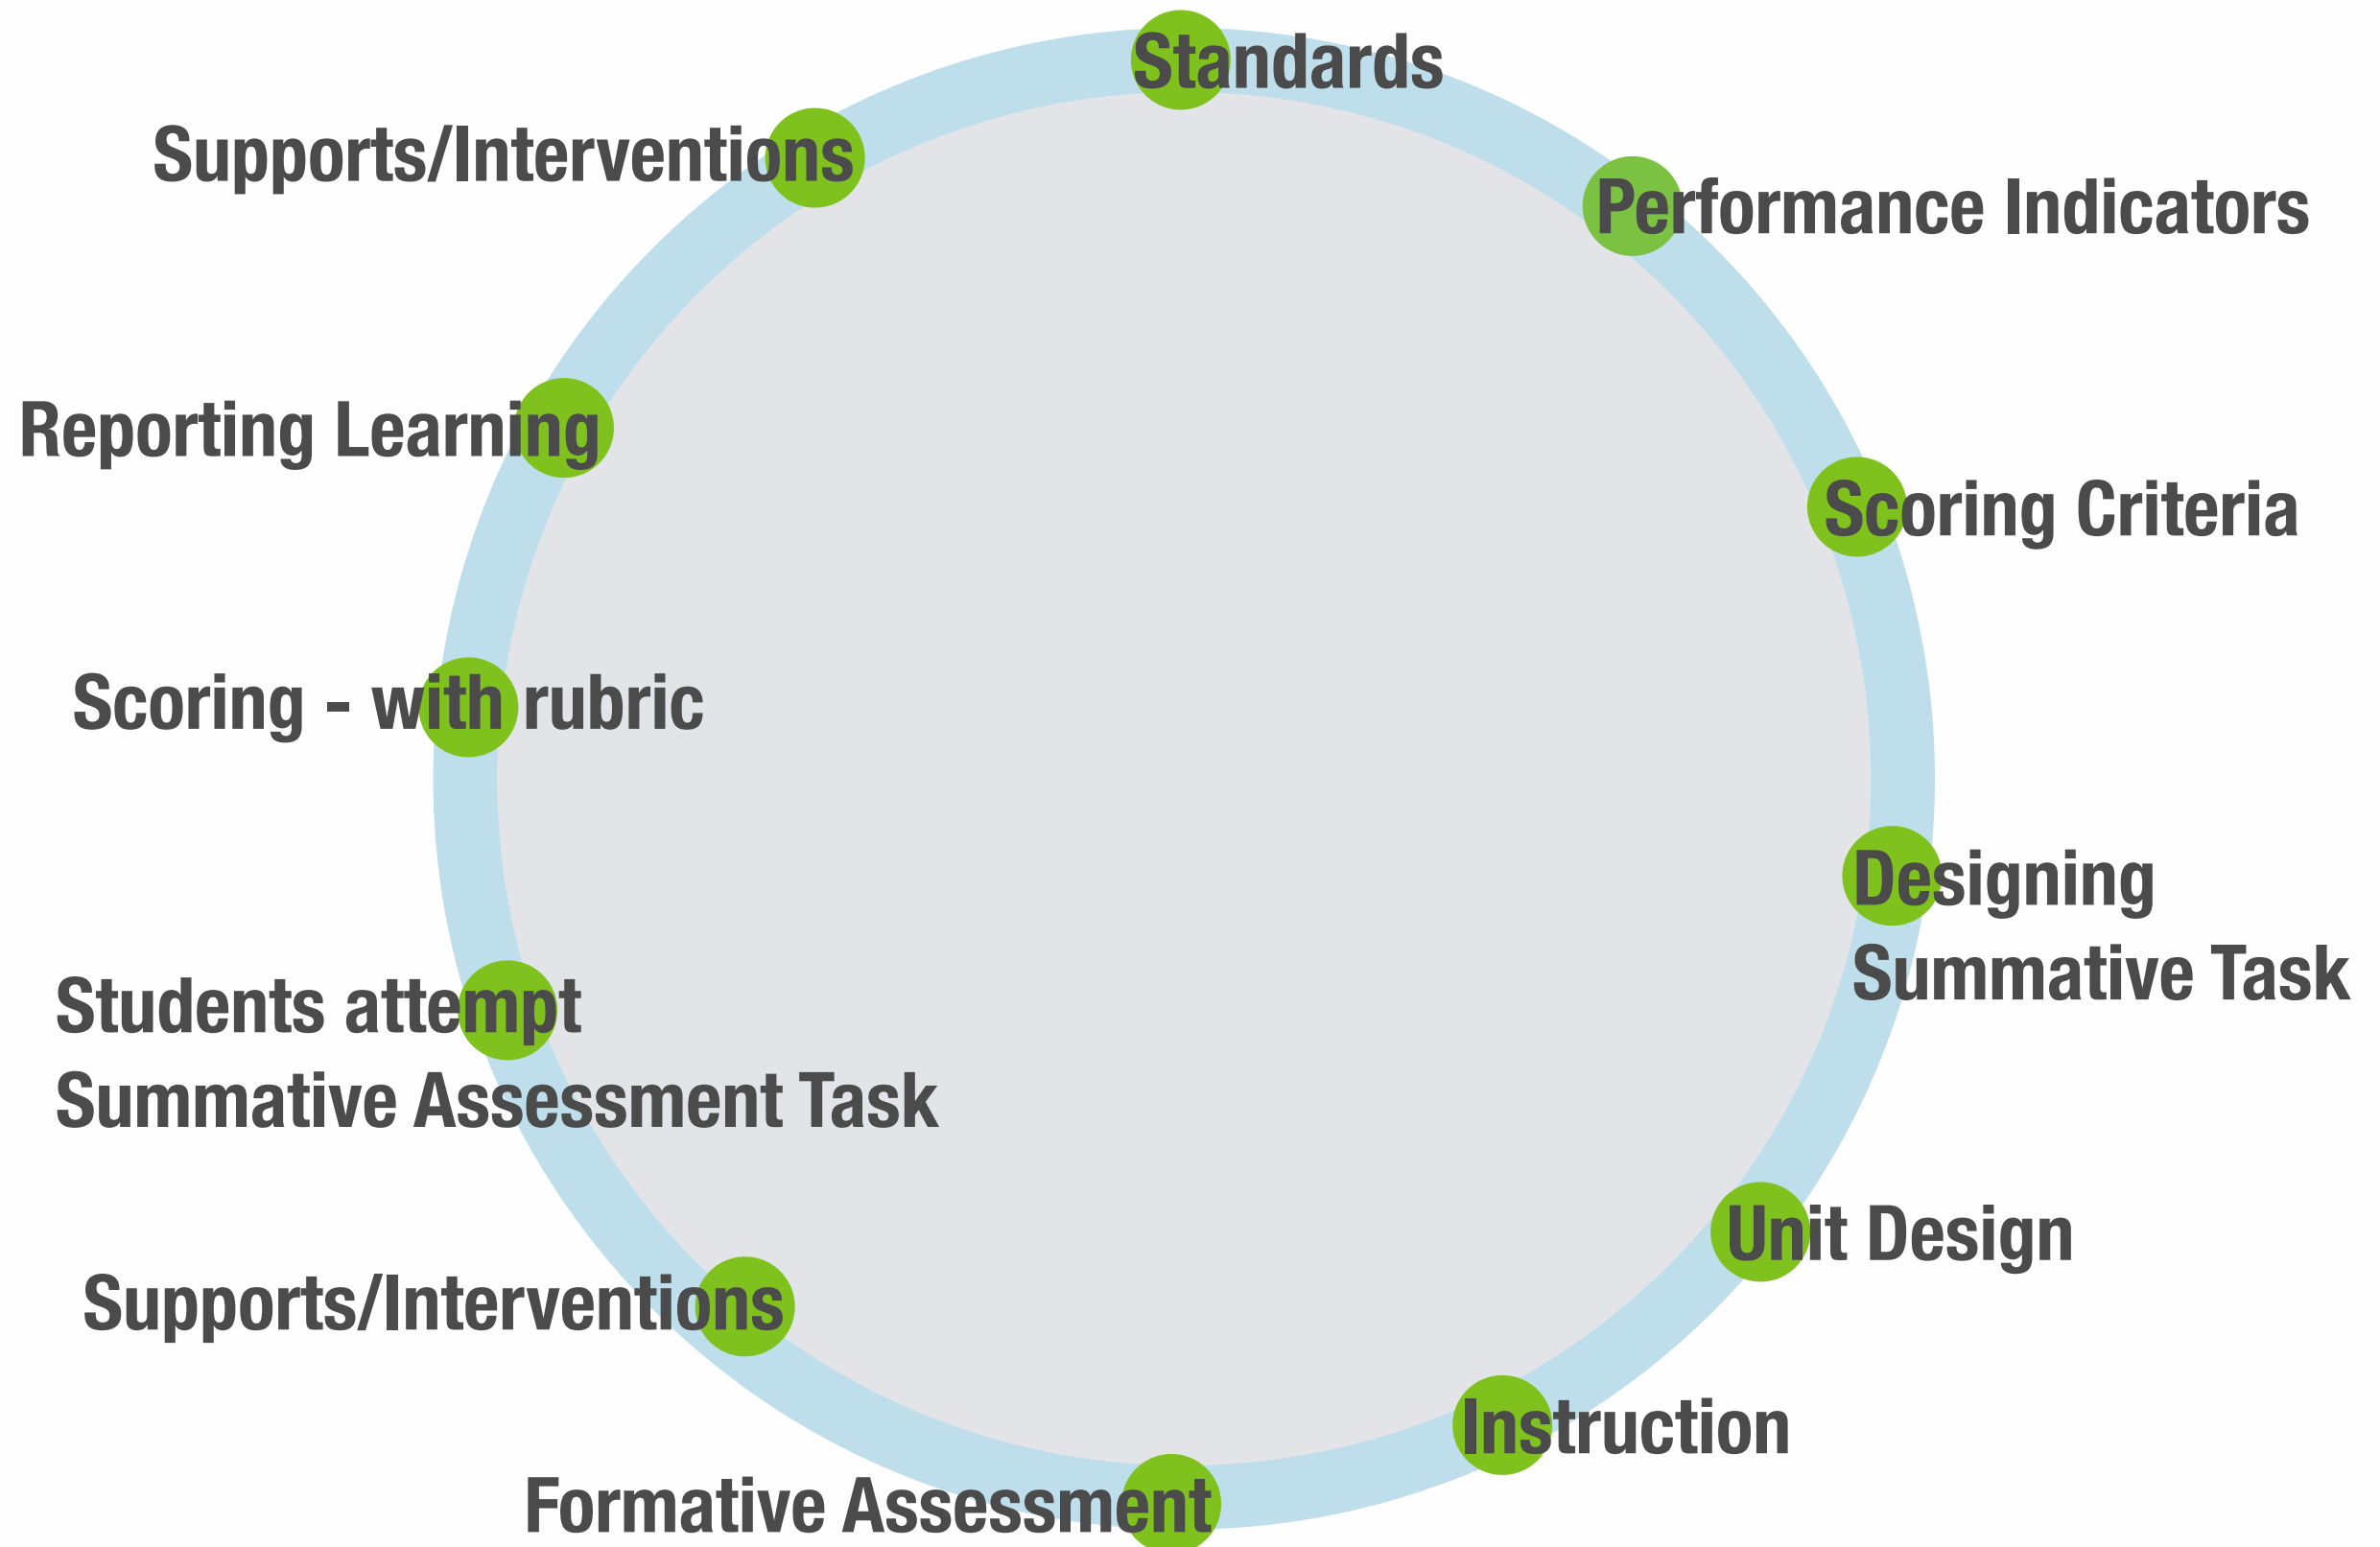 Standards
Supports/Interventions
Performance Indicators
Reporting Learning
Scoring Criteria
Scoring - with rubric
Designing
Summative Task
Students attempt
Summative Assessment Task
Unit Design
Supports/Interventions
Instruction
Formative Assessment